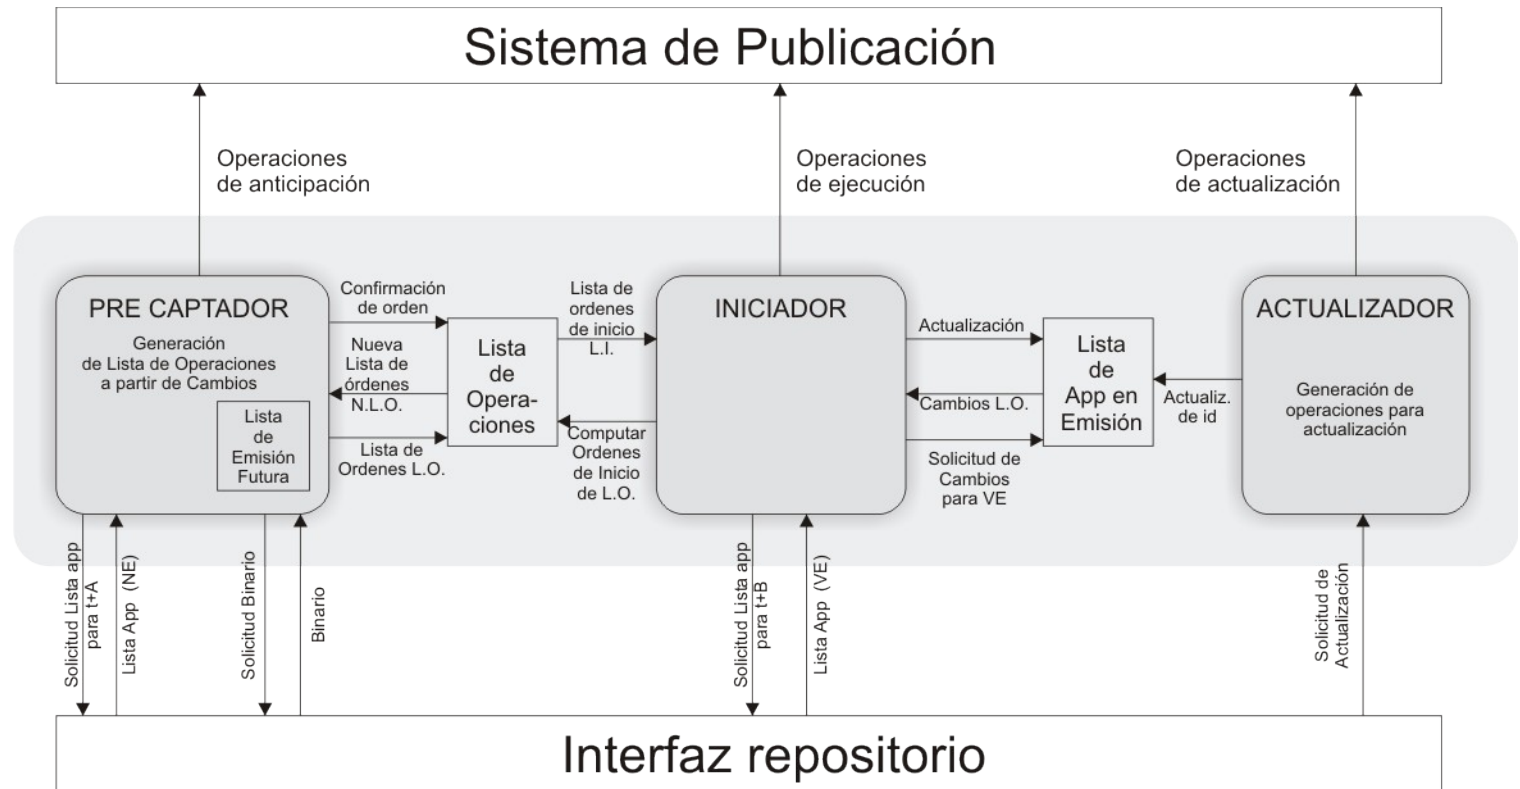 Sistema de Publicación
Operaciones
de anticipación
Operaciones
de ejecución
Operaciones
de actualización
PRE CAPTADOR
Generación
de Lista de Operaciones
a partir de Cambios
Lista
de
Emisión
Futura
Confirmación
de orden
Nueva
Lista de
órdenes
N.L.O.
Lista de
Ordenes L.O.
Lista
de
Opera-
ciones
Lista de
ordenes
de inicio
L.I.
Computar
Ordenes
de Inicio
de L.O.
INICIADOR
Actualización
Cambios L.O.
Solicitud de
Cambios
para VE
Lista
de
App en
Emisión
Actualiz.
de id
ACTUALIZADOR
Generación de
operaciones para
actualización
Solicitud Lista app
para t+A
Lista App (NE)
Solicitud Binario
Binario
Solicitud Lista app
para t+B
Lista App (VE)
Solicitud de
Actualización
Interfaz repositorio